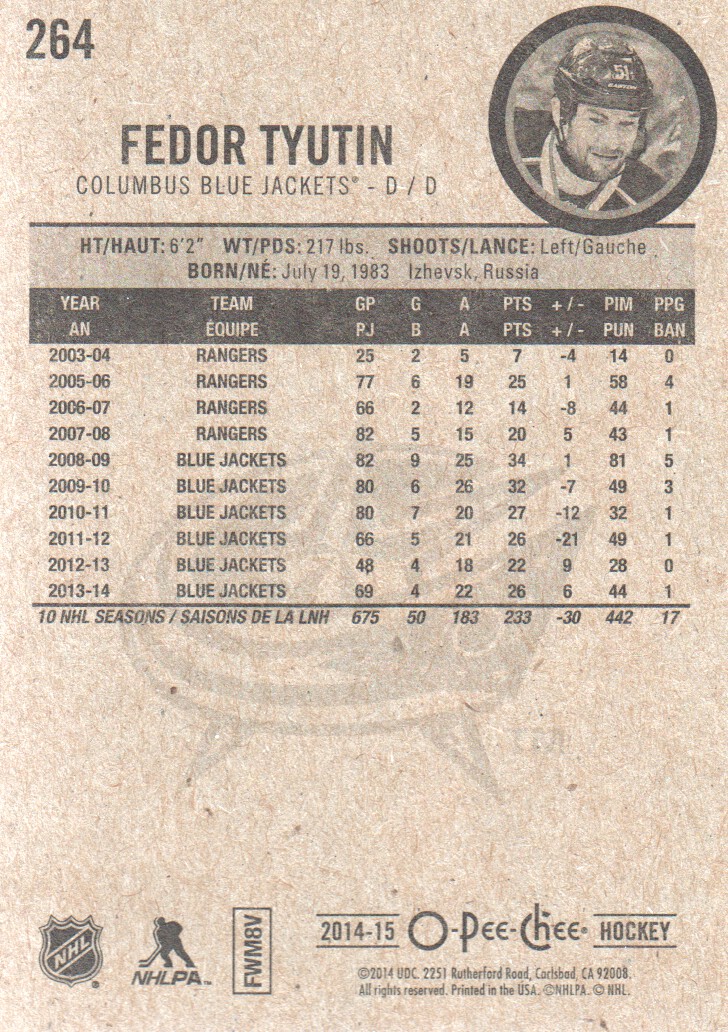 264
51
FEDOR TYUTIN
COLUMBUS BLUE JACKETS® - D / D
HT/HAUT: 6'2" WT/PDS: 217 lbs. SHOOTS/LANCE: Left/Gauche
BORN/NÉ: July 19, 1983 Izhevsk, Russia
YEAR TEAM GP G A PTS + / - PIM PPG
AN ÉQUIPE PJ B A PTS + / - PUN BAN
2003-04 RANGERS 25 2 5 7 -4 14 0
2005-06 RANGERS 77 6 19 25 1 58 4
2006-07 RANGERS 66 2 12 14 -8 44 1
2007-08 RANGERS 82 5 15 20 5 43 1
2008-09 BLUE JACKETS 82 9 25 34 1 81 5
2009-10 BLUE JACKETS 80 6 26 32 -7 49 3
2010-11 BLUE JACKETS 80 7 20 27 -12 32 1
2011-12 BLUE JACKETS 66 5 21 26 -21 49 1
2012-13 BLUE JACKETS 48 4 18 22 9 28 0
2013-14 BLUE JACKETS 69 4 22 26 6 44 1
10 NHL SEASONS / SAISONS DE LA LNH 675 50 183 233 -30 442 17
NHL
NHLPA™
FWM8V
2014-15 O-Pee-Chee® HOCKEY
©2014 UDC. 2251 Rutherford Road, Carlsbad, CA 92008.
All rights reserved. Printed in the USA. ©NHLPA. © NHL.